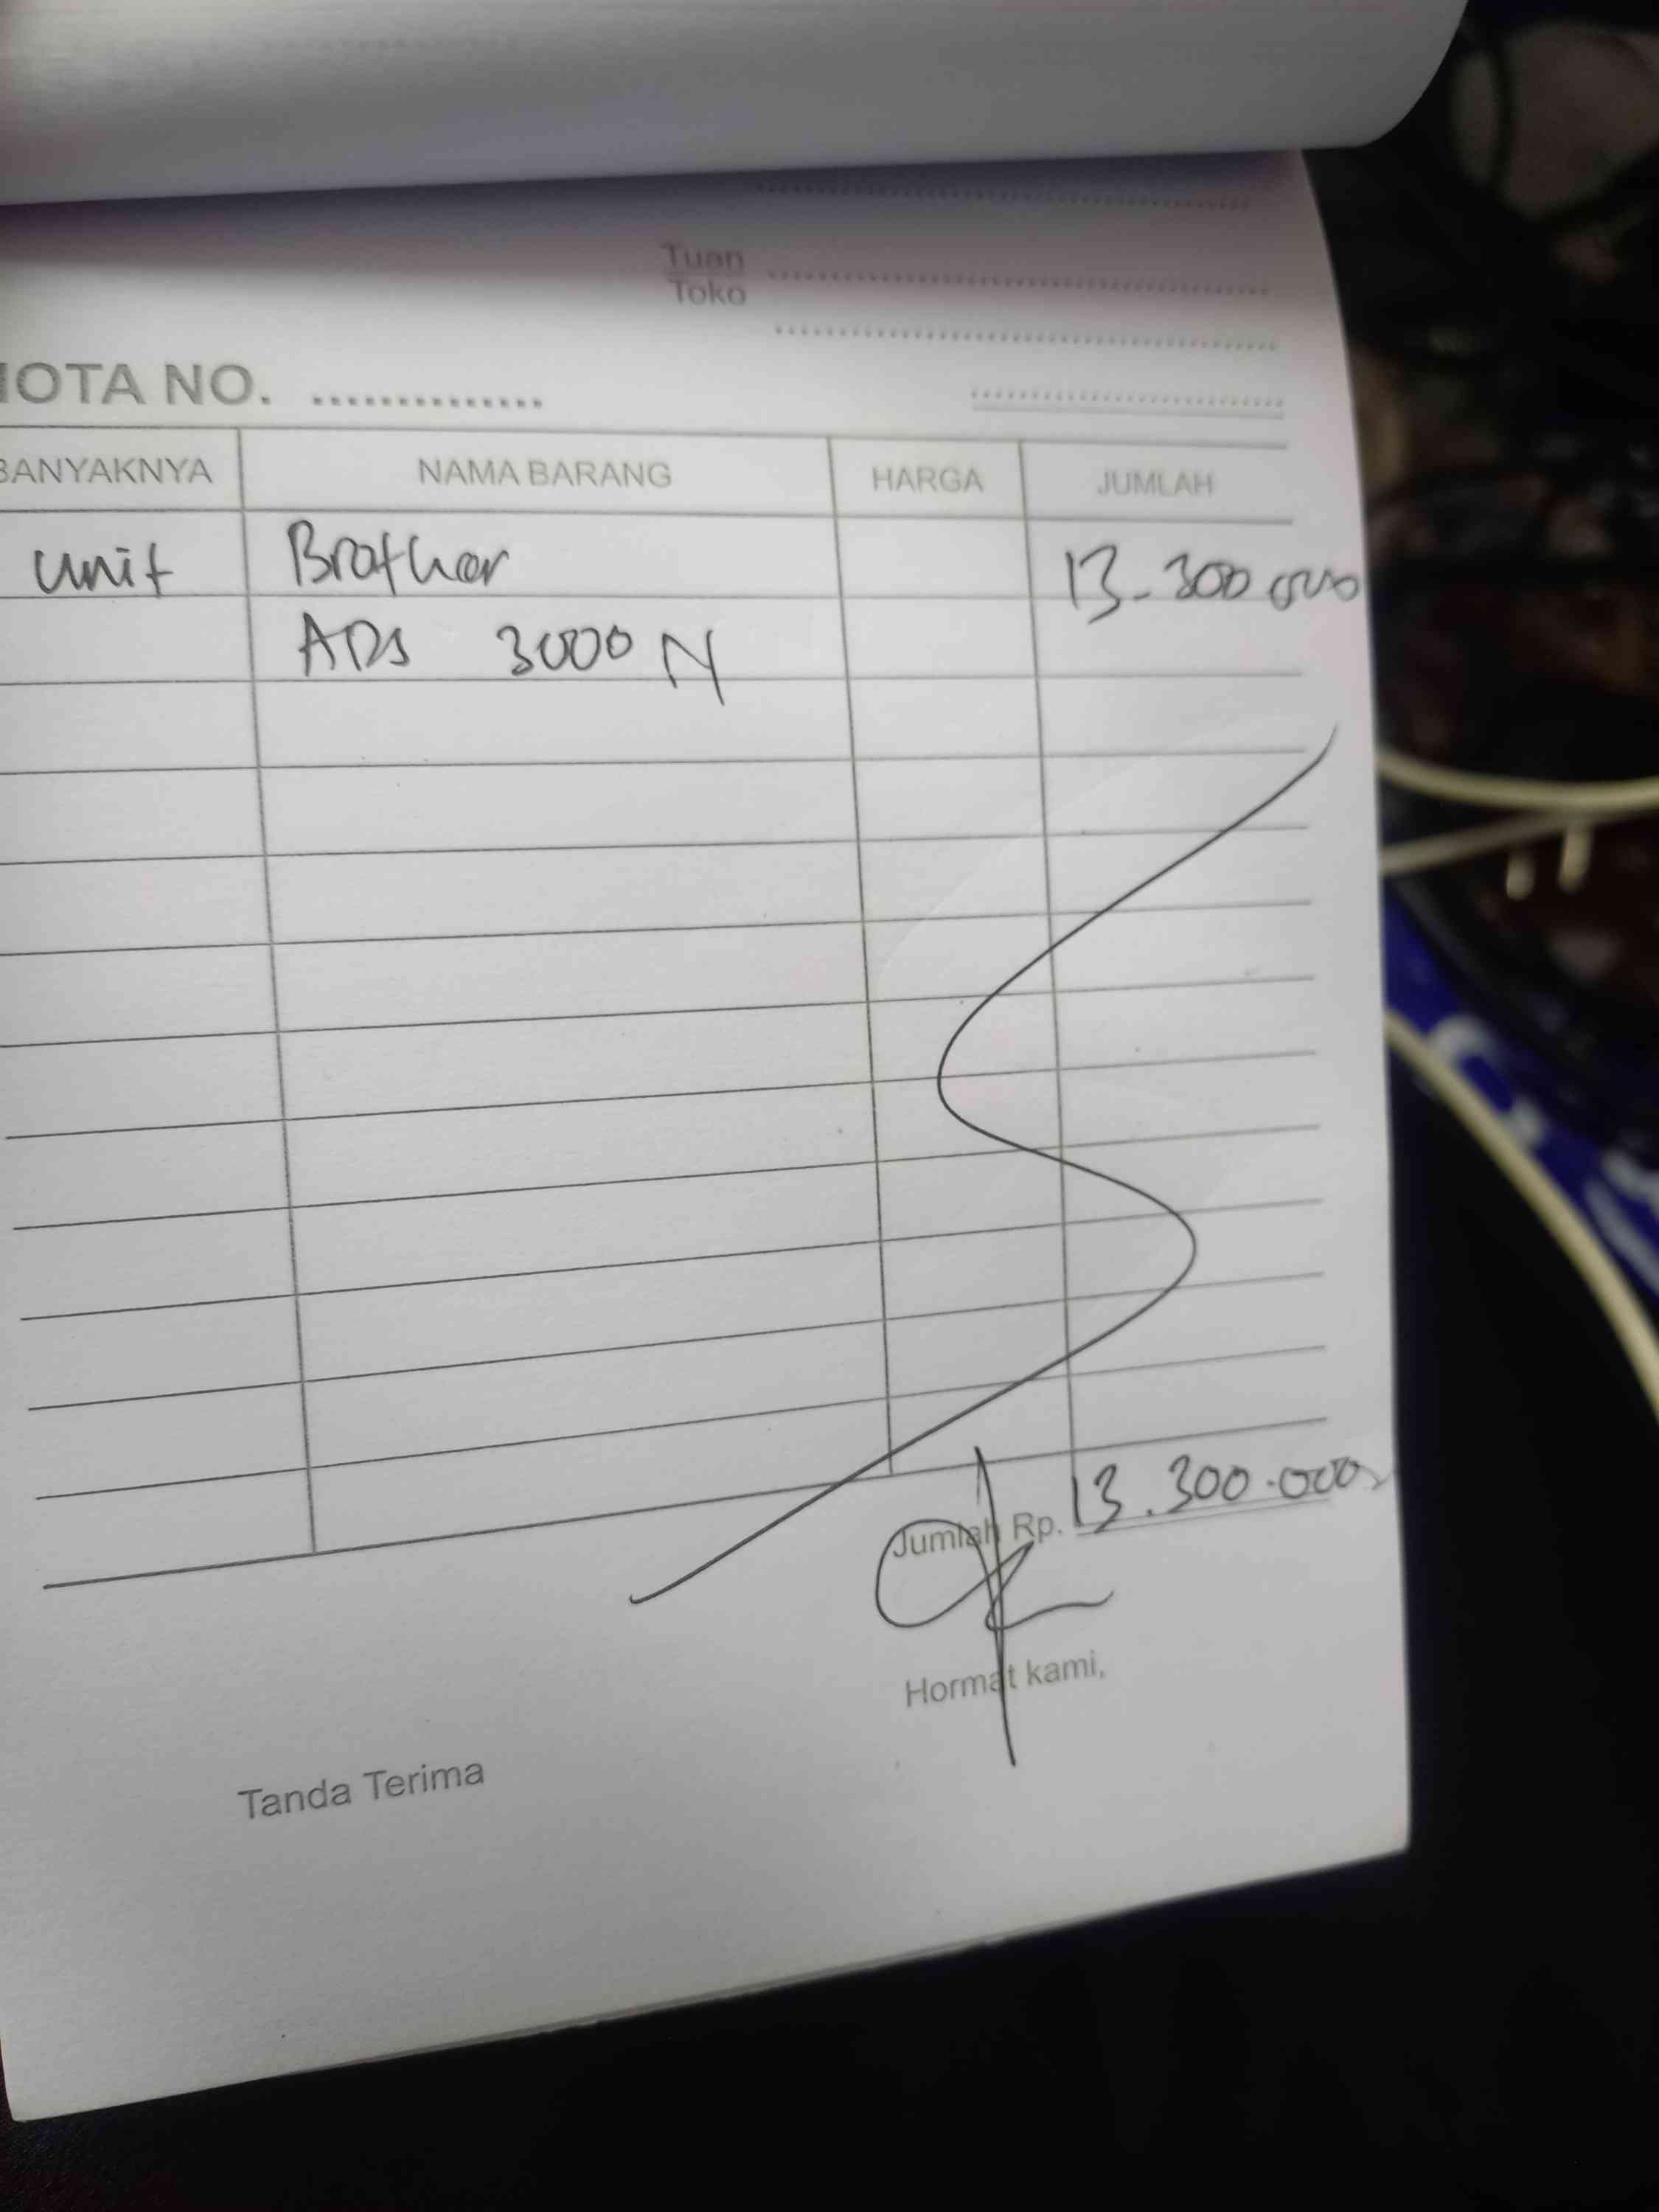 Tuan
Toko
NOTA NO. ..............
BANYAKNYA NAMA BARANG HARGA JUMLAH
unit Brother 13-300 000
ADS 3000 N
Jumlah Rp. 13.300.000
Hormat kami,
Tanda Terima